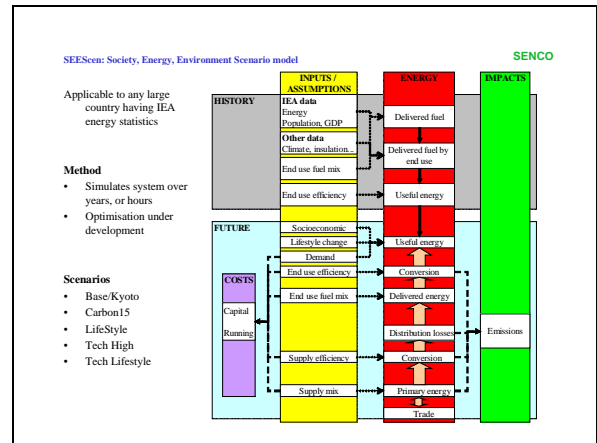 SEEScen: Society, Energy, Environment Scenario model
SENCO
Applicable to any large
country having IEA
energy statistics
Method
• Simulates system over
years, or hours
• Optimisation under
development
Scenarios
• Base/Kyoto
• Carbon15
• LifeStyle
• Tech High
• Tech Lifestyle
INPUTS /
ASSUMPTIONS
ENERGY
IMPACTS
HISTORY
IEA data
Energy
Population, GDP
Other data
Climate, insulation...
End use fuel mix
End use efficiency
Delivered fuel
Delivered fuel by
end use
Useful energy
FUTURE
Socioeconomic
Lifestyle change
Demand
End use efficiency
End use fuel mix
Supply efficiency
Supply mix
COSTS
Capital
Running
Useful energy
Conversion
Delivered energy
Distribution losses
Conversion
Primary energy
Trade
Emissions